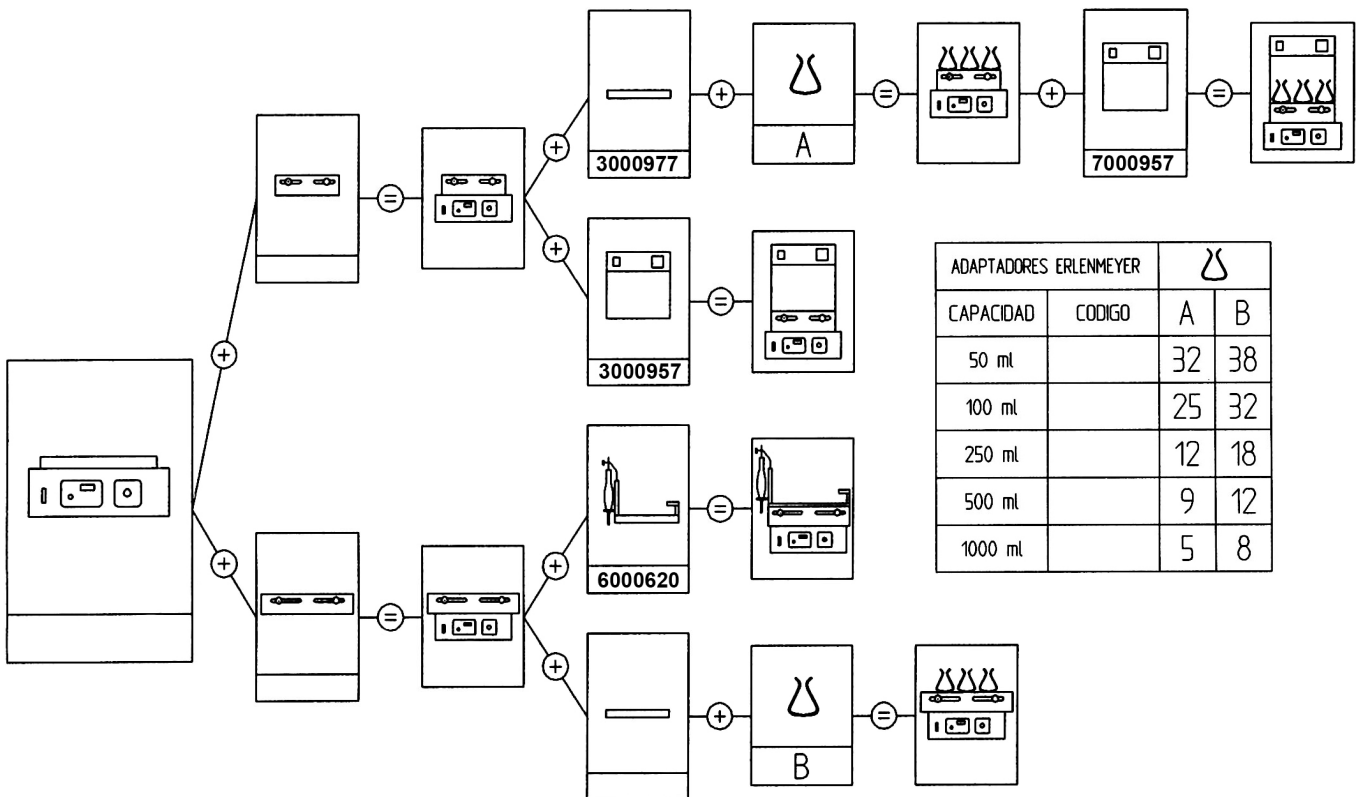 3000977
A
7000957
3000957
6000620
B
ADAPTADORES ERLENMEYER
CAPACIDAD CODIGO A B
50 ml 32 38
100 ml 25 32
250 ml 12 18
500 ml 9 12
1000 ml 5 8